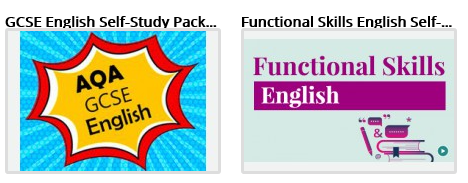 GCSE English Self-Study Pack...
Functional Skills English Self-...
AQA
GCSE
English
Functional Skills
English
&